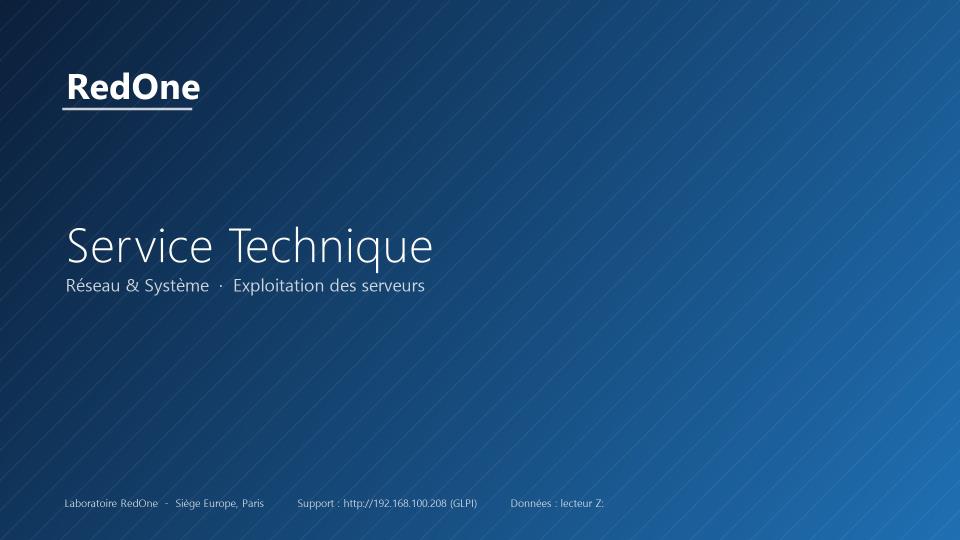 RedOne
Service Technique
Réseau & Système · Exploitation des serveurs
Laboratoire RedOne - Siège Europe, Paris Support : http://192.168.100.208 (GLPI) Données : lecteur Z: